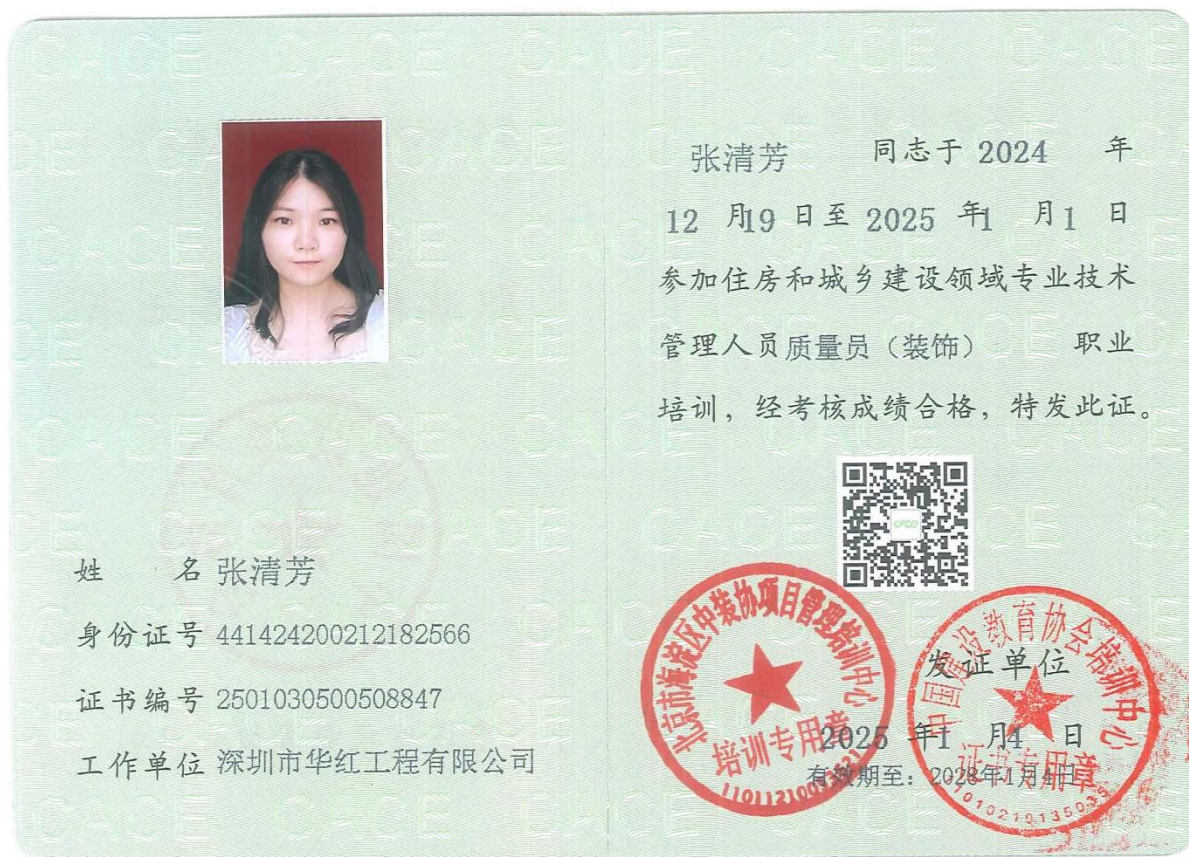 姓 名 张清芳
身份证号 441424200212182566
证书编号 2501030500508847
工作单位 深圳市华红工程有限公司
张清芳 同志于 2024 年
12 月19 日至 2025 年1 月1 日
参加住房和城乡建设领域专业技术
管理人员质量员（装饰） 职业
培训，经考核成绩合格，特发此证。
北京市海淀区中装协项目管理培训中心
培训专用章
中国建设教育协会培训中心
证书专用章
发证单位
2025 年1 月4 日
有效期至：2028年1月4日
CACE